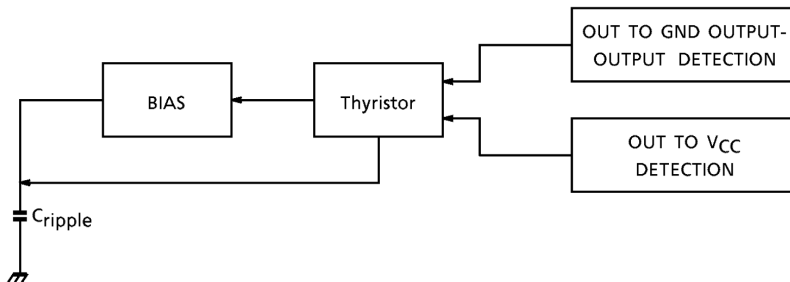 OUT TO GND OUTPUT-
OUTPUT DETECTION
BIAS
Thyristor
OUT TO VCC
DETECTION
Cripple